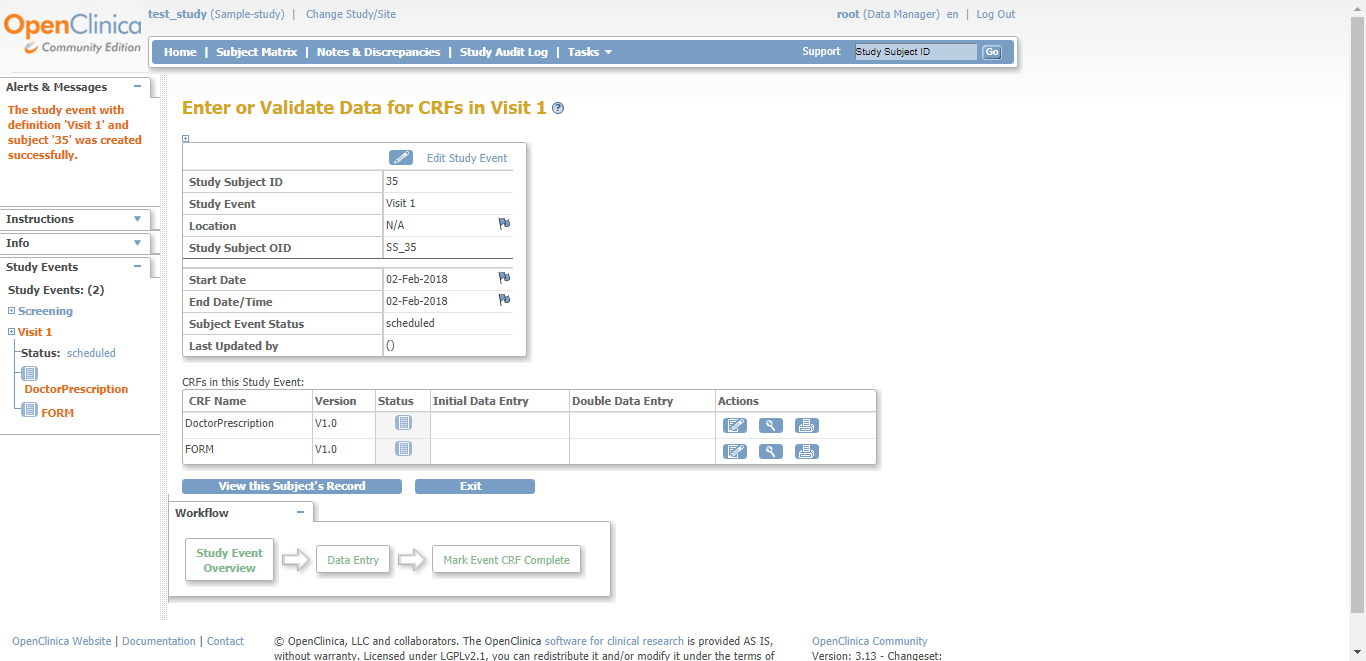 OpenClinica
Community Edition
test_study (Sample-study) | Change Study/Site
root (Data Manager) en | Log Out
Home | Subject Matrix | Notes & Discrepancies | Study Audit Log | Tasks
Support Study Subject ID Go
Alerts & Messages
The study event with
definition 'Visit 1' and
subject '35' was created
successfully.
Instructions
Info
Study Events
Study Events: (2)
Screening
Visit 1
Status: scheduled
DoctorPrescription
FORM
Enter or Validate Data for CRFs in Visit 1 ?
Edit Study Event
Study Subject ID 35
Study Event Visit 1
Location N/A
Study Subject OID SS_35
Start Date 02-Feb-2018
End Date/Time 02-Feb-2018
Subject Event Status scheduled
Last Updated by ()
CRFs in this Study Event:
CRF Name Version Status Initial Data Entry Double Data Entry Actions
DoctorPrescription V1.0
FORM V1.0
View this Subject's Record Exit
Workflow
Study Event
Overview
Data Entry
Mark Event CRF Complete
OpenClinica Website | Documentation | Contact
© OpenClinica, LLC and collaborators. The OpenClinica software for clinical research is provided AS IS,
without warranty. Licensed under LGPLv2.1, you can redistribute it and/or modify it under the terms of
OpenClinica Community
Version: 3.13 - Changeset: